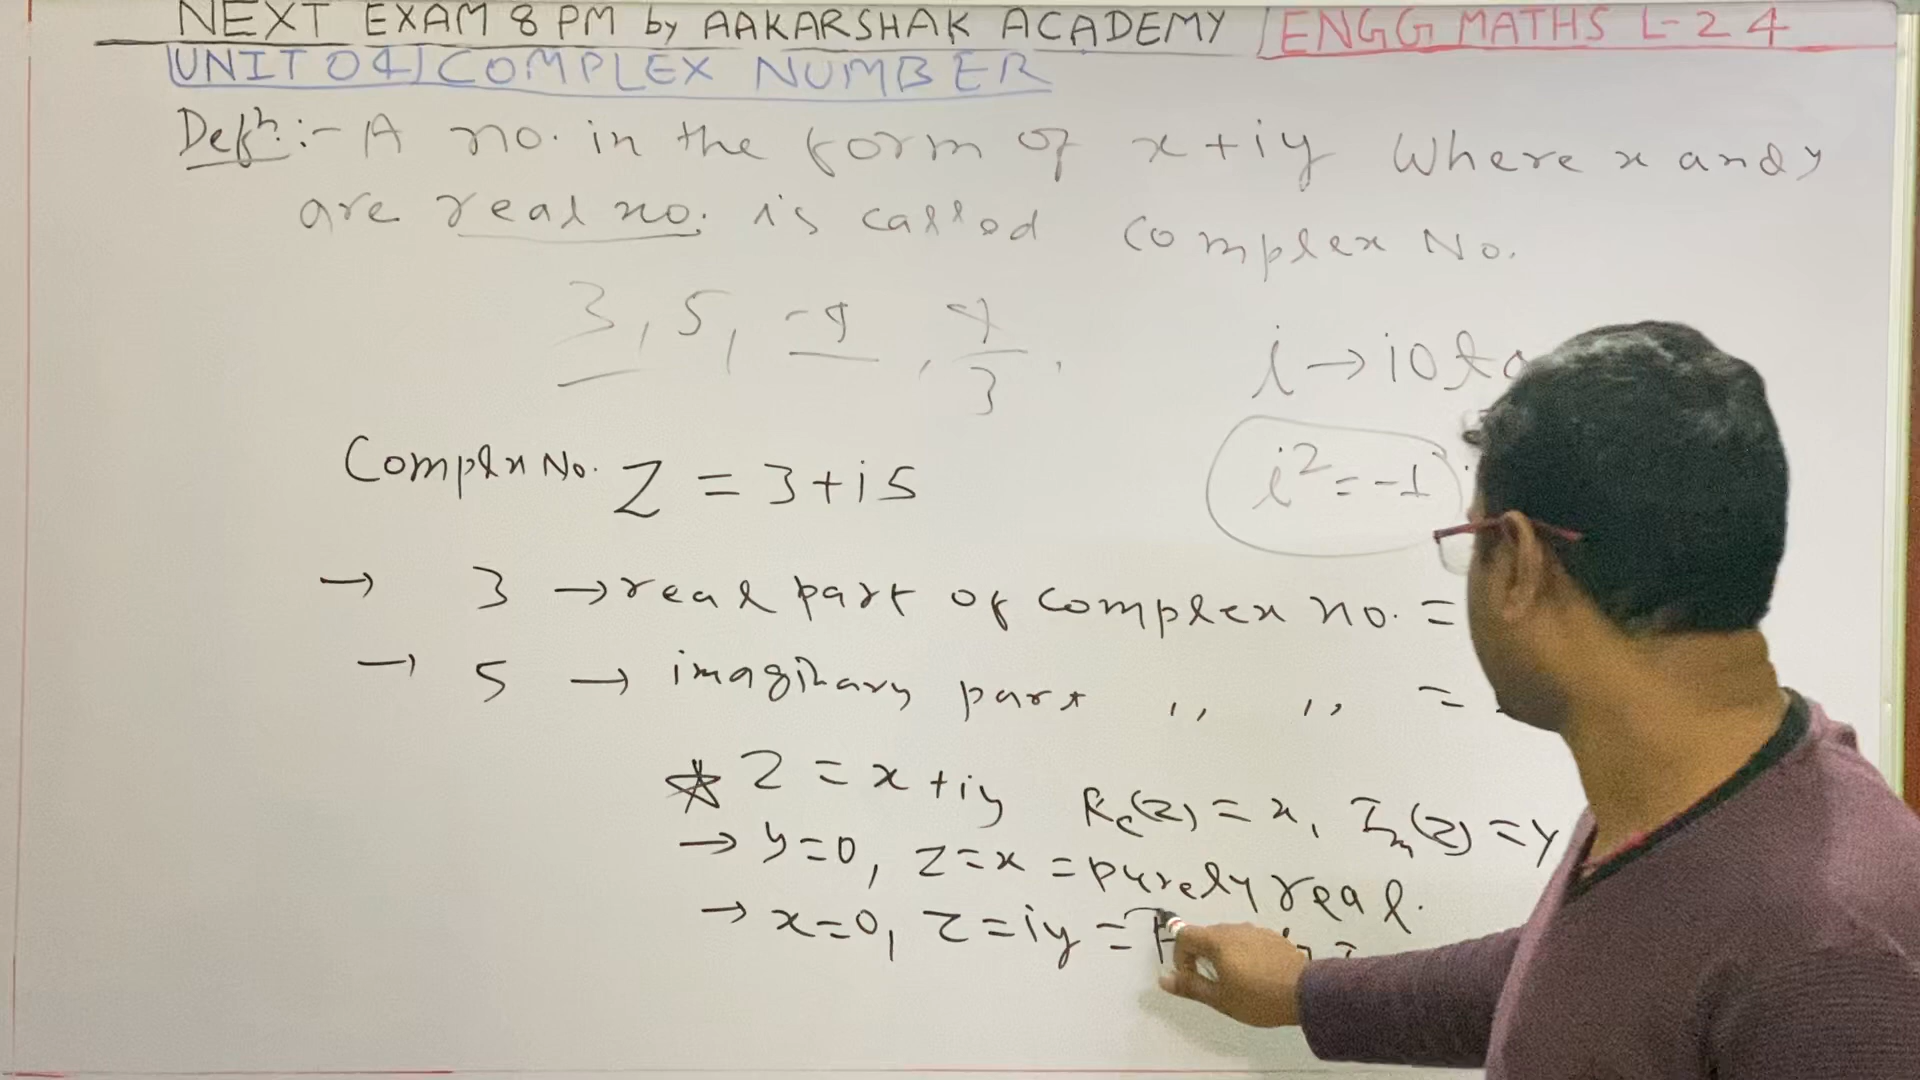 NEXT EXAM 8 PM by AAKARSHAK ACADEMY | ENGG MATHS L-24
UNIT 04 | COMPLEX NUMBER
Defⁿ:- A no. in the form of x+iy Where x and y
are real no. is called Complex No.
3, 5, -9, 4/3.
i → iota
Complex No. Z = 3+i5
i² = -1
→ 3 → real part of complex no. =
→ 5 → imaginary part ,, ,, =
☆ Z = x+iy Re(z) = x, Im(z) = y
→ y=0, z=x = purely real.
→ x=0, z=iy =